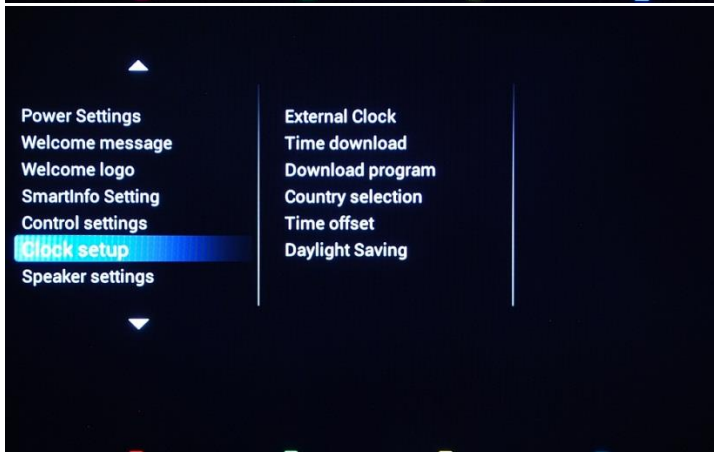 Power Settings
Welcome message
Welcome logo
SmartInfo Setting
Control settings
Clock setup
Speaker settings
External Clock
Time download
Download program
Country selection
Time offset
Daylight Saving